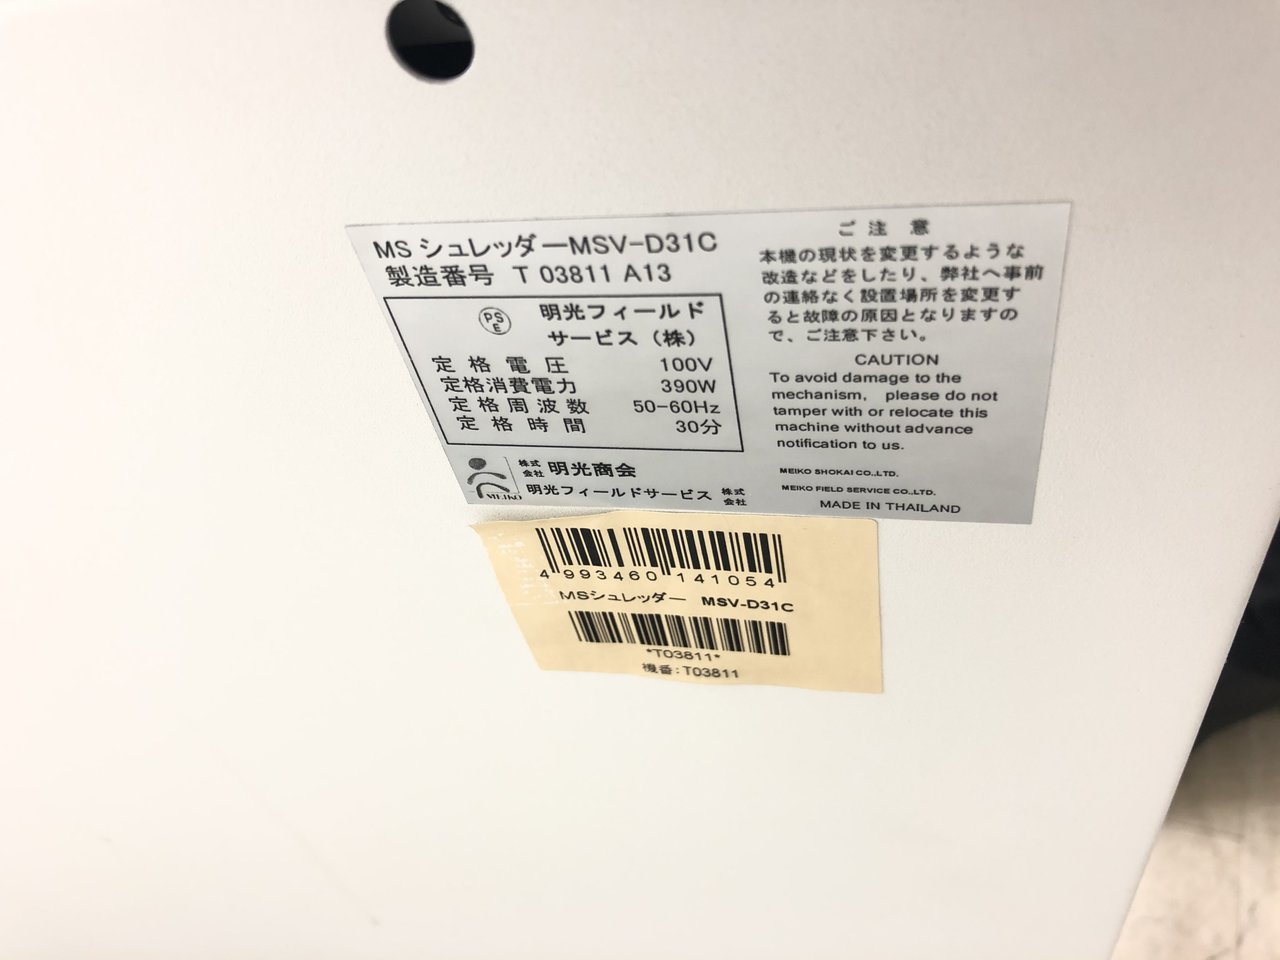 MS シュレッダーMSV-D31C
製造番号 T 03811 A13
PS
E
明光フィールド
サービス（株）
定格電圧 100V
定格消費電力 390W
定格周波数 50-60Hz
定格時間 30分
MEIKO
株式会社 明光商会
明光フィールドサービス 株式会社
ご注意
本機の現状を変更するような
改造などをしたり、弊社へ事前
の連絡なく設置場所を変更す
ると故障の原因となりますの
で、ご注意下さい。
CAUTION
To avoid damage to the
mechanism, please do not
tamper with or relocate this
machine without advance
notification to us.
MEIKO SHOKAI CO.,LTD.
MEIKO FIELD SERVICE CO.,LTD.
MADE IN THAILAND
4 993460 141054
MSシュレッダー MSV-D31C
*T03811*
機番：T03811